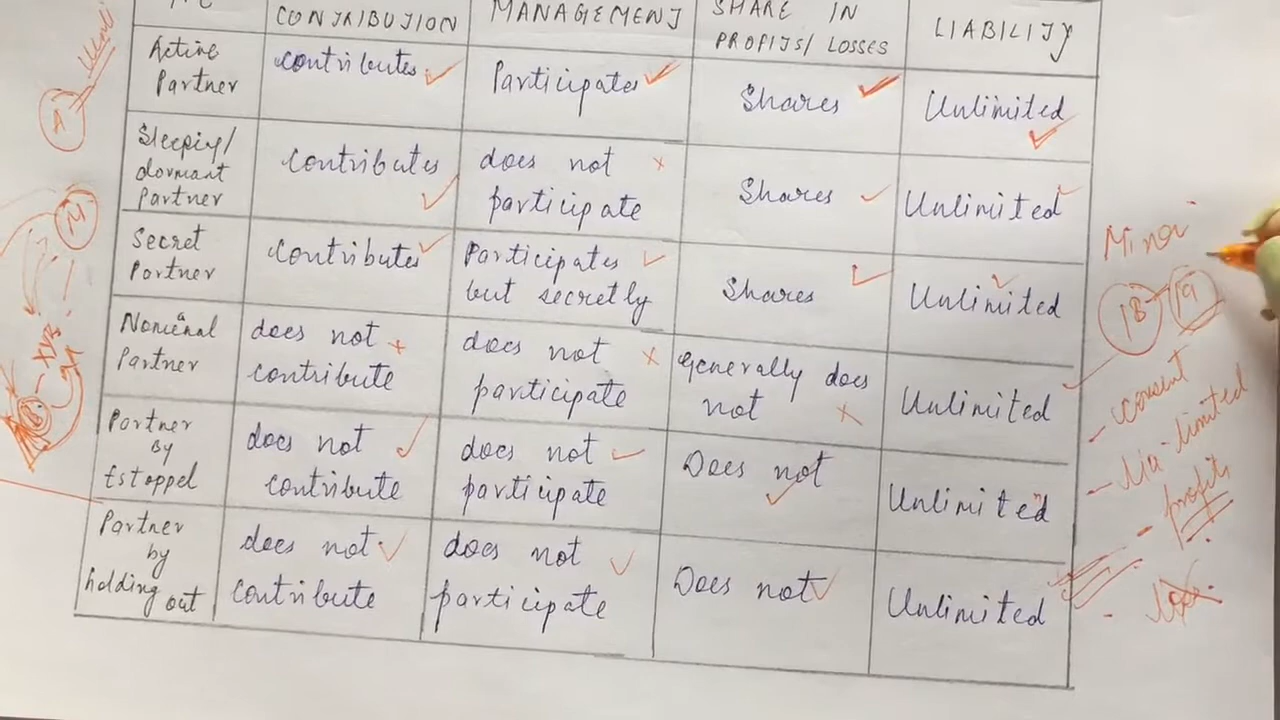 CONTRIBUTION
MANAGEMENT
SHARE IN
PROFITS/ LOSSES
LIABILITY
Active
Partner
contributes
Participates
Shares
Unlimited
Sleeping/
dormant
Partner
contributes
does not
participate
Shares
Unlimited
Secret
Partner
contributes
Participates
but secretly
Shares
Unlimited
Nominal
Partner
does not
contribute
does not
participate
generally does
not
Unlimited
Partner
by
Estoppel
does not
contribute
does not
participate
Does not
Unlimited
Partner
by
holding out
does not
contribute
does not
participate
Does not
Unlimited
A
M
Minor
18 - 19
- consent
- lia-limited
- profits